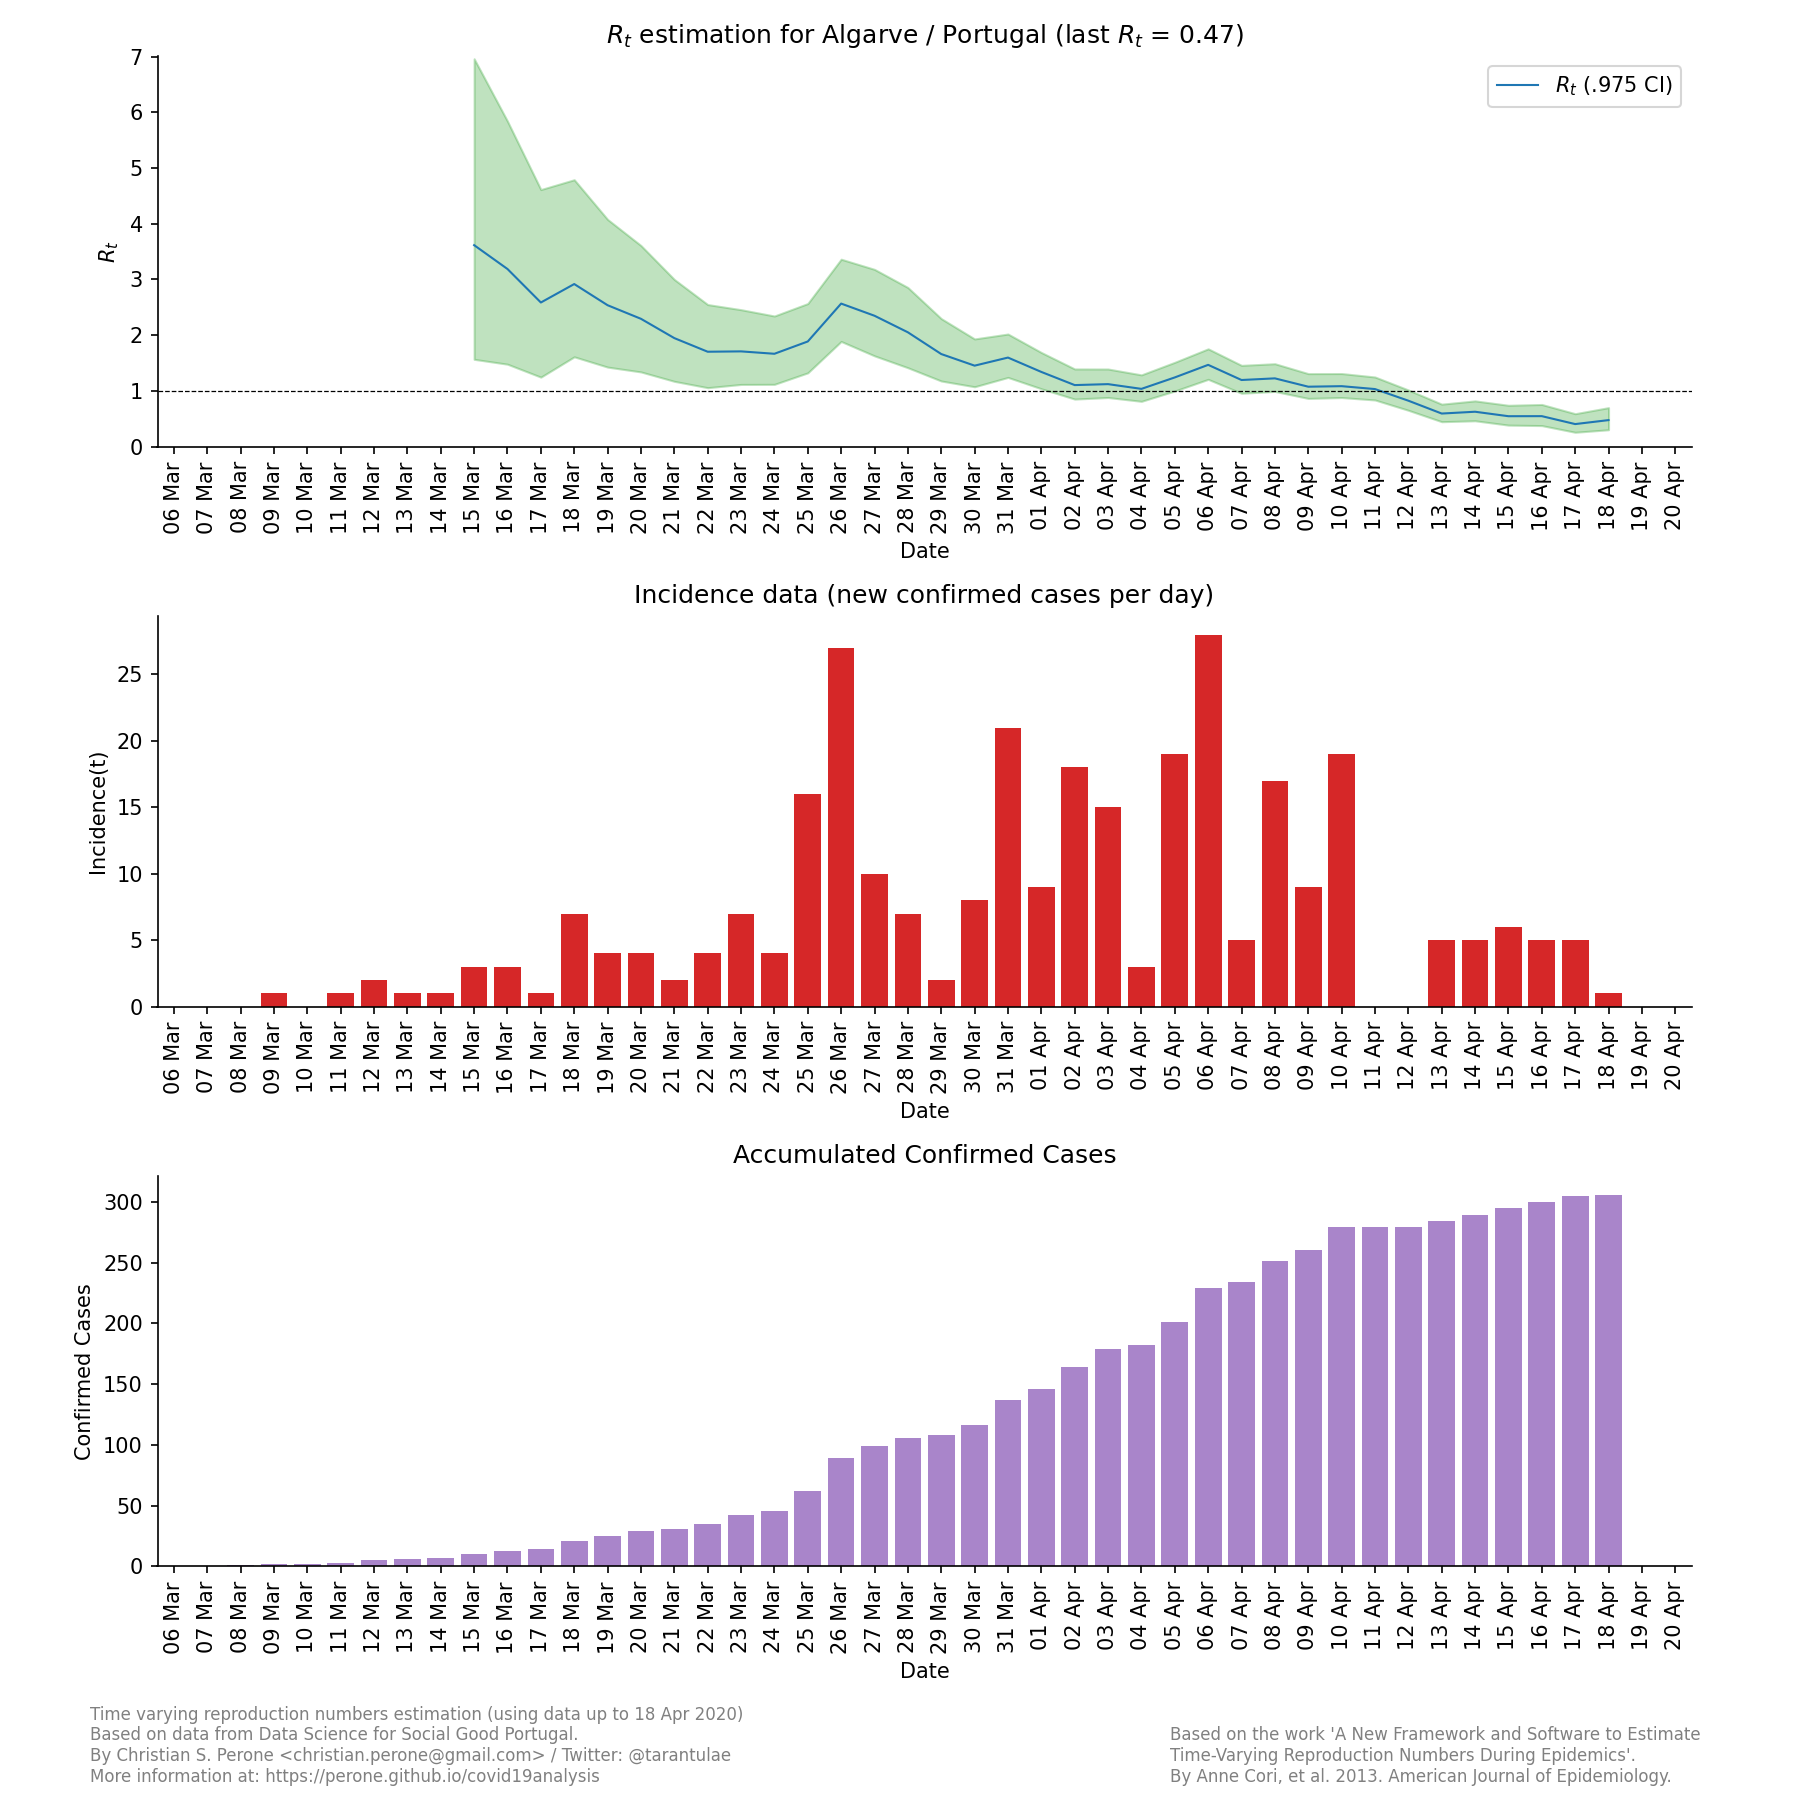 Rt estimation for Algarve / Portugal (last Rt = 0.47)
7
6
5
4
3
2
1
0
Rt
Rt (.975 CI)
06 Mar 07 Mar 08 Mar 09 Mar 10 Mar 11 Mar 12 Mar 13 Mar 14 Mar 15 Mar 16 Mar 17 Mar 18 Mar 19 Mar 20 Mar 21 Mar 22 Mar 23 Mar 24 Mar 25 Mar 26 Mar 27 Mar 28 Mar 29 Mar 30 Mar 31 Mar 01 Apr 02 Apr 03 Apr 04 Apr 05 Apr 06 Apr 07 Apr 08 Apr 09 Apr 10 Apr 11 Apr 12 Apr 13 Apr 14 Apr 15 Apr 16 Apr 17 Apr 18 Apr 19 Apr 20 Apr
Date
Incidence data (new confirmed cases per day)
25
20
15
10
5
0
Incidence(t)
06 Mar 07 Mar 08 Mar 09 Mar 10 Mar 11 Mar 12 Mar 13 Mar 14 Mar 15 Mar 16 Mar 17 Mar 18 Mar 19 Mar 20 Mar 21 Mar 22 Mar 23 Mar 24 Mar 25 Mar 26 Mar 27 Mar 28 Mar 29 Mar 30 Mar 31 Mar 01 Apr 02 Apr 03 Apr 04 Apr 05 Apr 06 Apr 07 Apr 08 Apr 09 Apr 10 Apr 11 Apr 12 Apr 13 Apr 14 Apr 15 Apr 16 Apr 17 Apr 18 Apr 19 Apr 20 Apr
Date
Accumulated Confirmed Cases
300
250
200
150
100
50
0
Confirmed Cases
06 Mar 07 Mar 08 Mar 09 Mar 10 Mar 11 Mar 12 Mar 13 Mar 14 Mar 15 Mar 16 Mar 17 Mar 18 Mar 19 Mar 20 Mar 21 Mar 22 Mar 23 Mar 24 Mar 25 Mar 26 Mar 27 Mar 28 Mar 29 Mar 30 Mar 31 Mar 01 Apr 02 Apr 03 Apr 04 Apr 05 Apr 06 Apr 07 Apr 08 Apr 09 Apr 10 Apr 11 Apr 12 Apr 13 Apr 14 Apr 15 Apr 16 Apr 17 Apr 18 Apr 19 Apr 20 Apr
Date
Time varying reproduction numbers estimation (using data up to 18 Apr 2020)
Based on data from Data Science for Social Good Portugal.
By Christian S. Perone <christian.perone@gmail.com> / Twitter: @tarantulae
More information at: https://perone.github.io/covid19analysis
Based on the work 'A New Framework and Software to Estimate
Time-Varying Reproduction Numbers During Epidemics'.
By Anne Cori, et al. 2013. American Journal of Epidemiology.